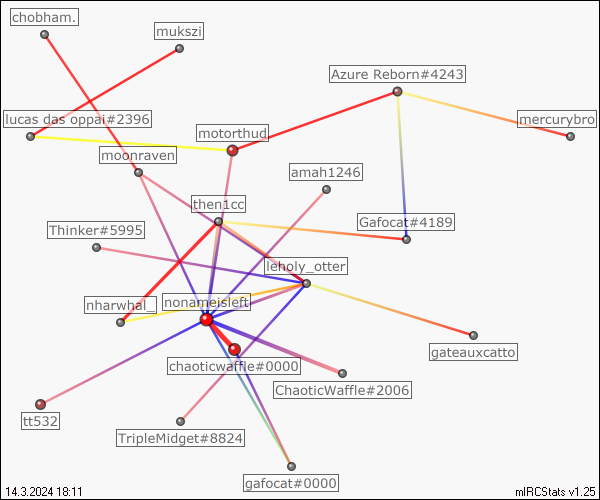 chobham.
mukszi
Azure Reborn#4243
lucas das oppai#2396
mercurybro
motorthud
moonraven
amah1246
then1cc
Gafocat#4189
Thinker#5995
leholy_otter
nharwhal_
nonameisleft
gateauxcatto
chaoticwaffle#0000
ChaoticWaffle#2006
tt532
TripleMidget#8824
gafocat#0000
14.3.2024 18:11
mIRCStats v1.25